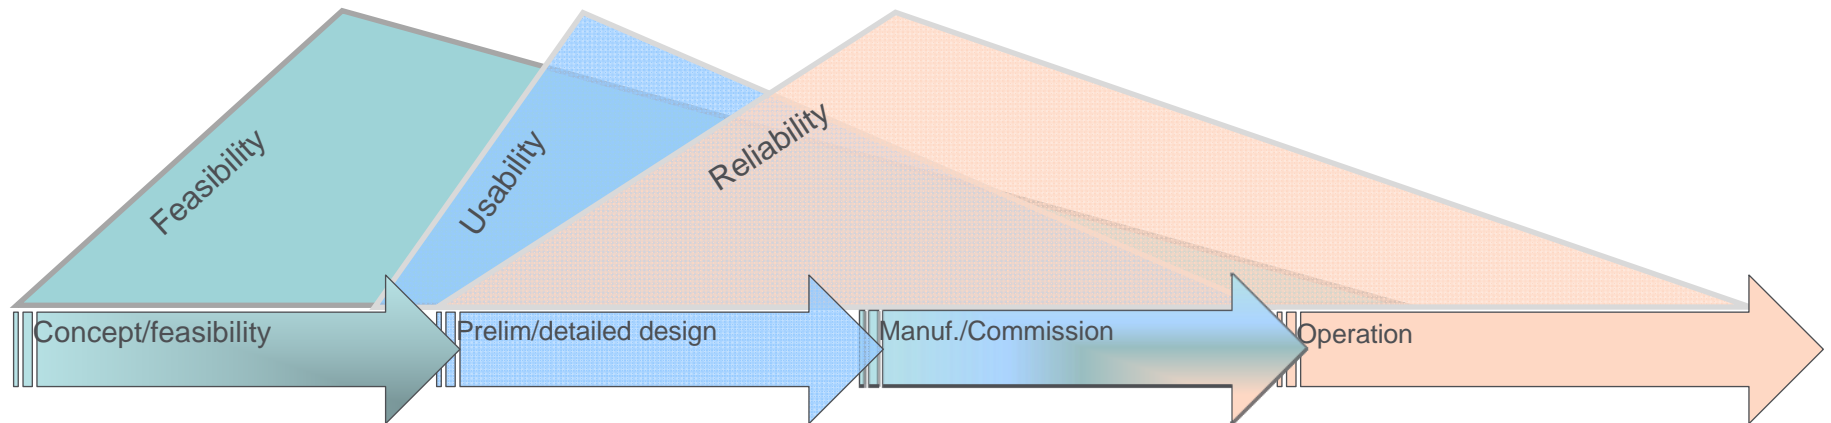 Feasibility
Usability
Reliability
Concept/feasibility
Prelim/detailed design
Manuf./Commission
Operation